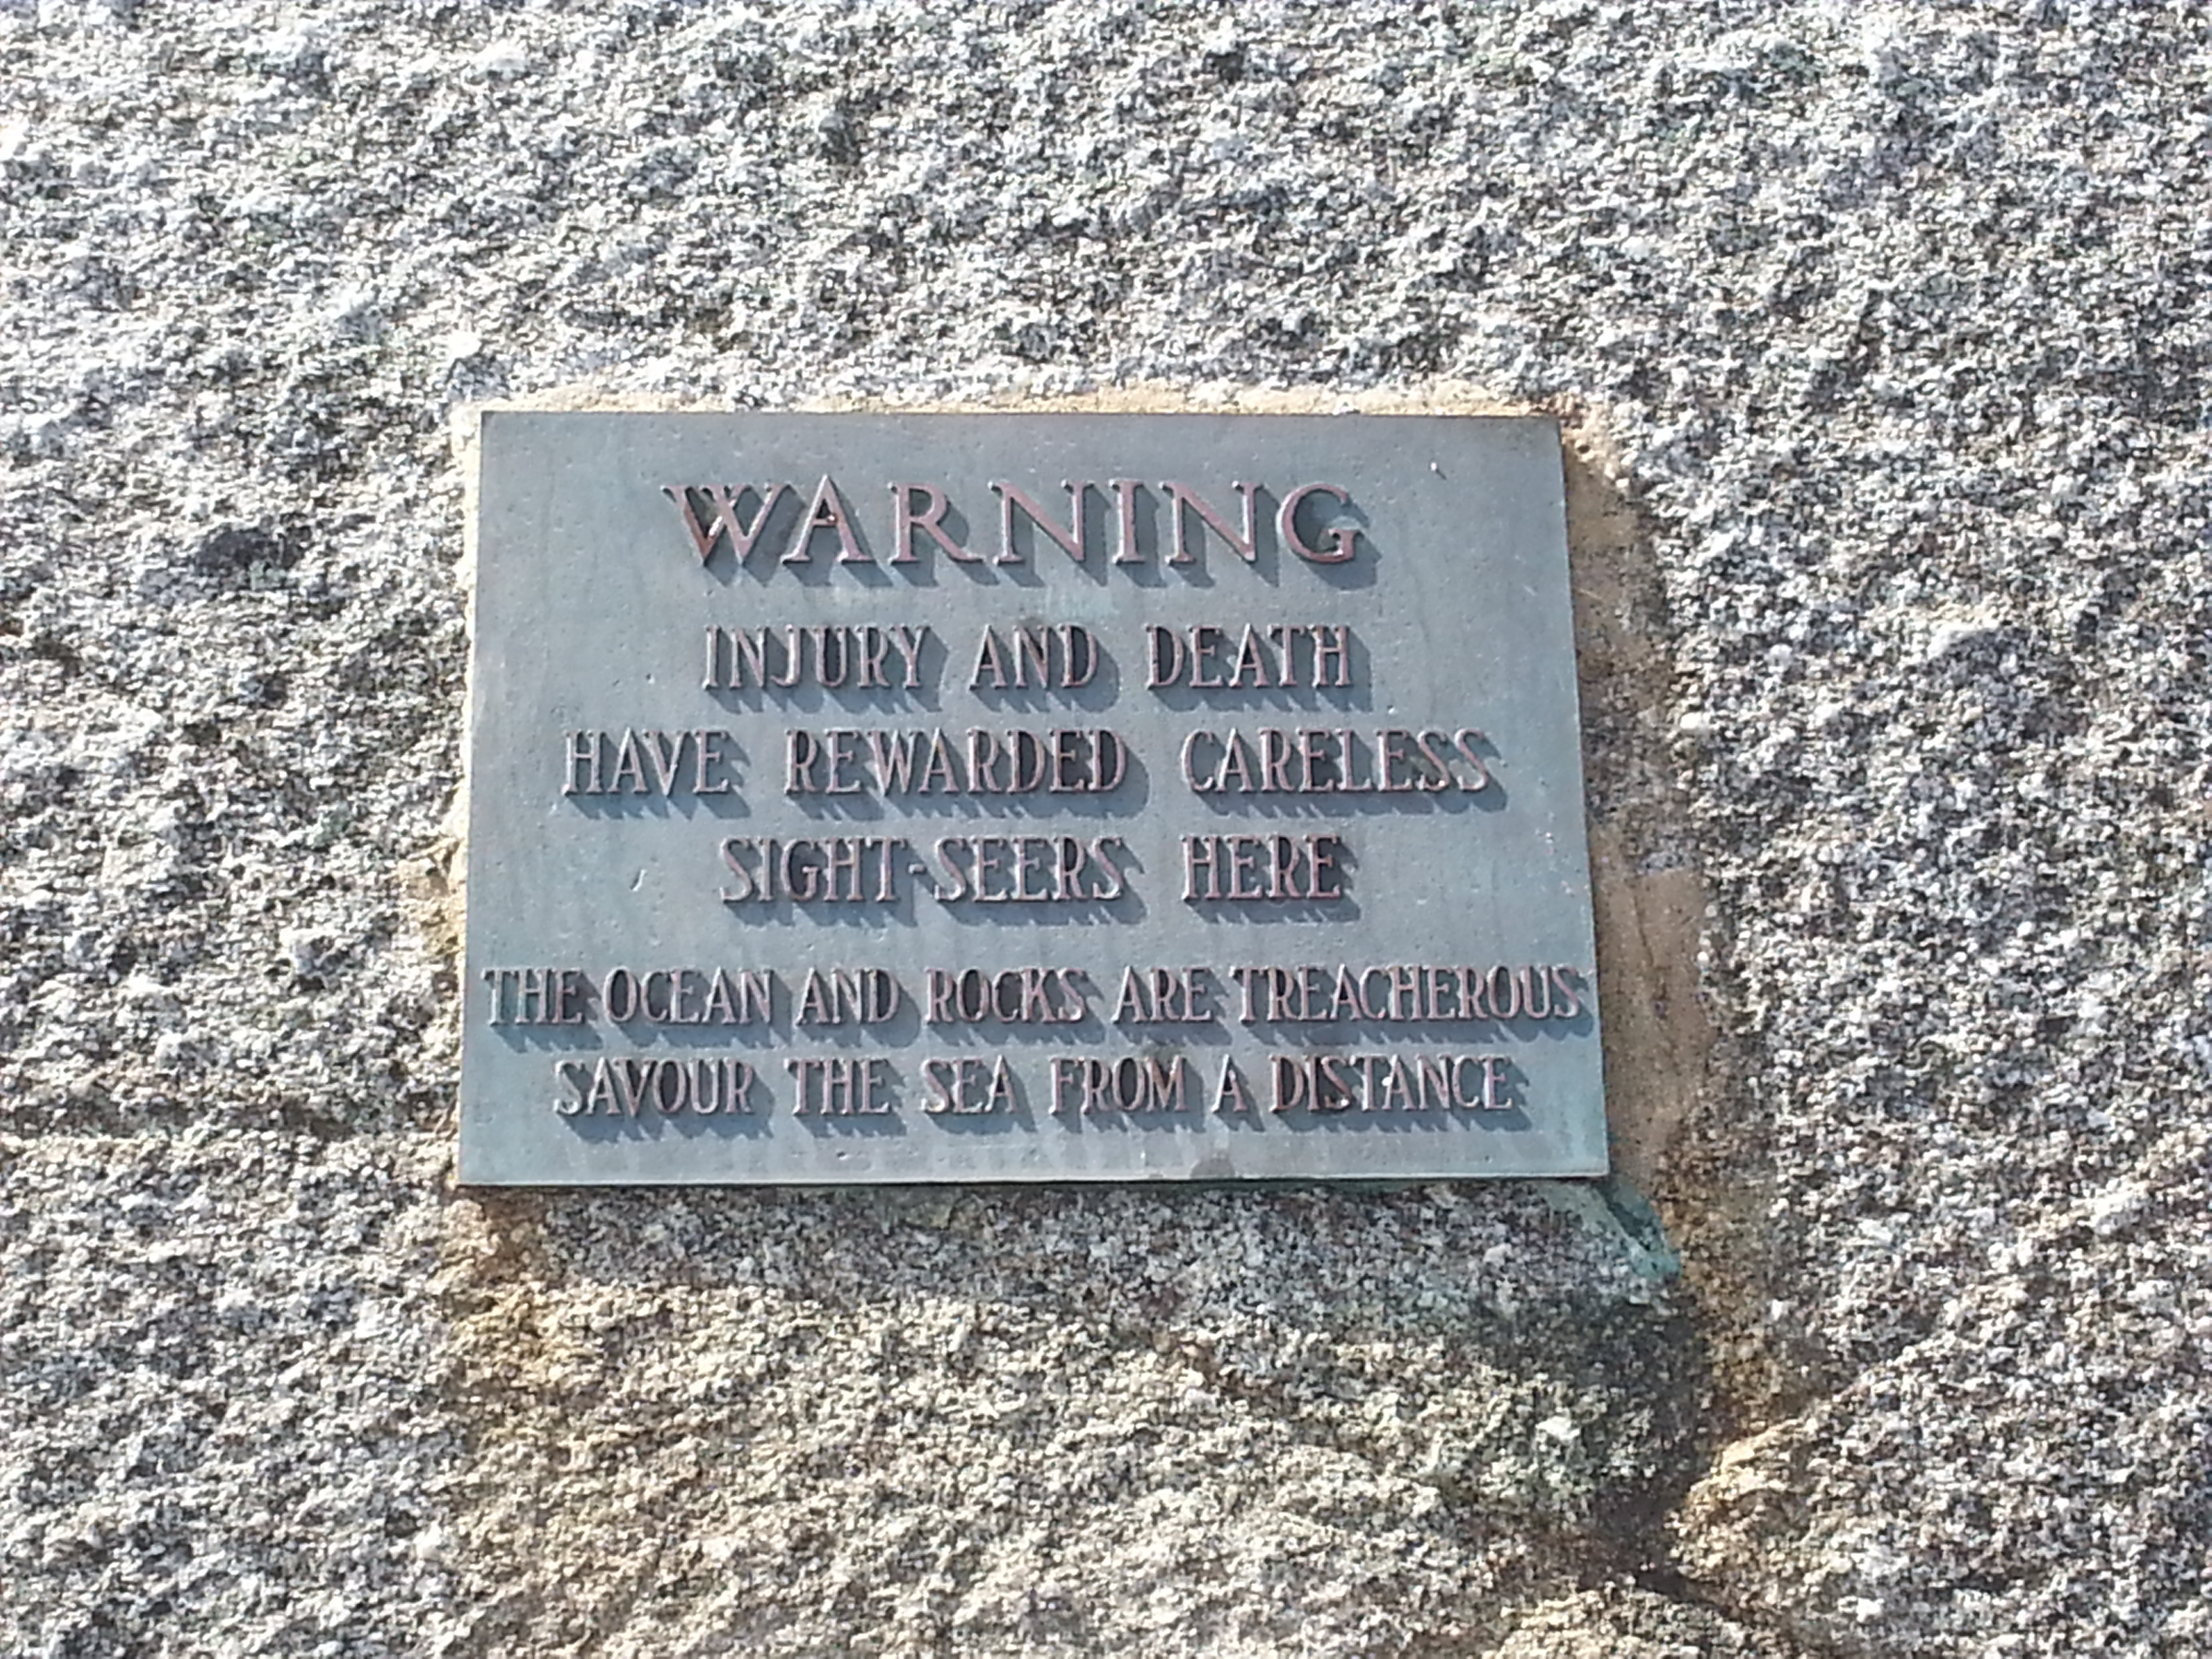 WARNING
INJURY AND DEATH
HAVE REWARDED CARELESS
SIGHT-SEERS HERE
THE OCEAN AND ROCKS ARE TREACHEROUS
SAVOUR THE SEA FROM A DISTANCE